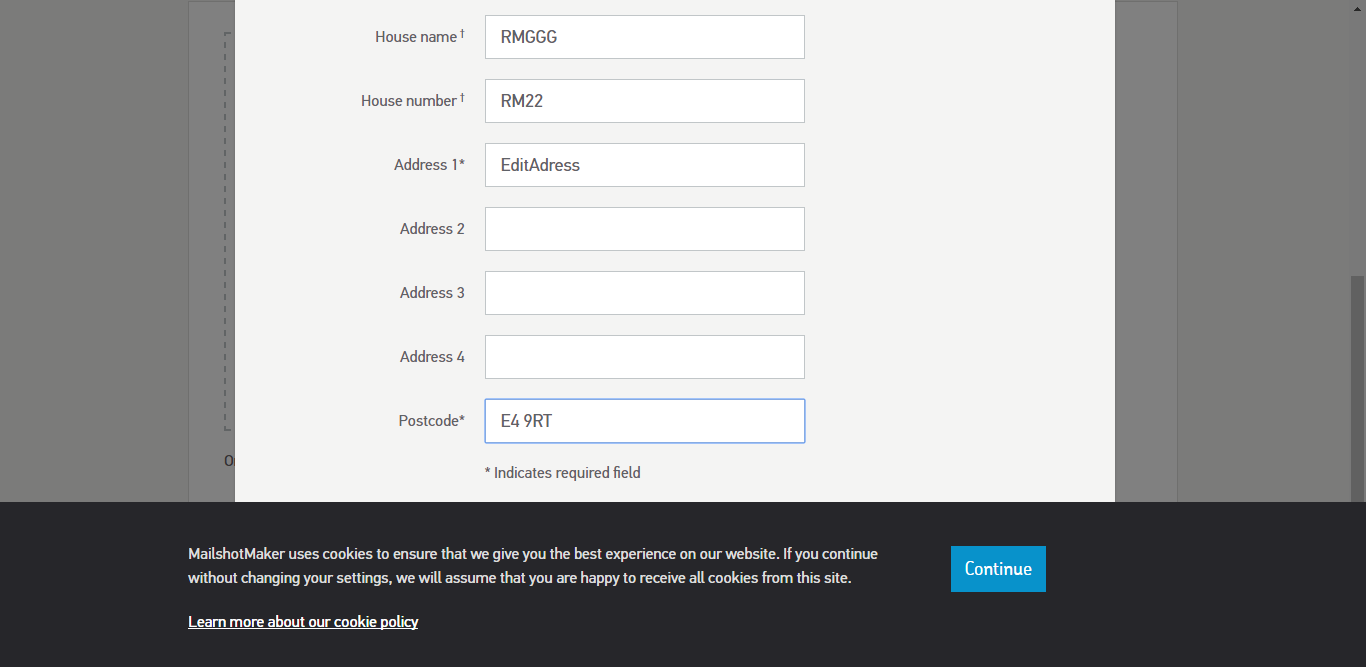 House name †
RMGGG
House number †
RM22
Address 1*
EditAdress
Address 2
Address 3
Address 4
Postcode*
E4 9RT
* Indicates required field
MailshotMaker uses cookies to ensure that we give you the best experience on our website. If you continue
without changing your settings, we will assume that you are happy to receive all cookies from this site.
Continue
Learn more about our cookie policy